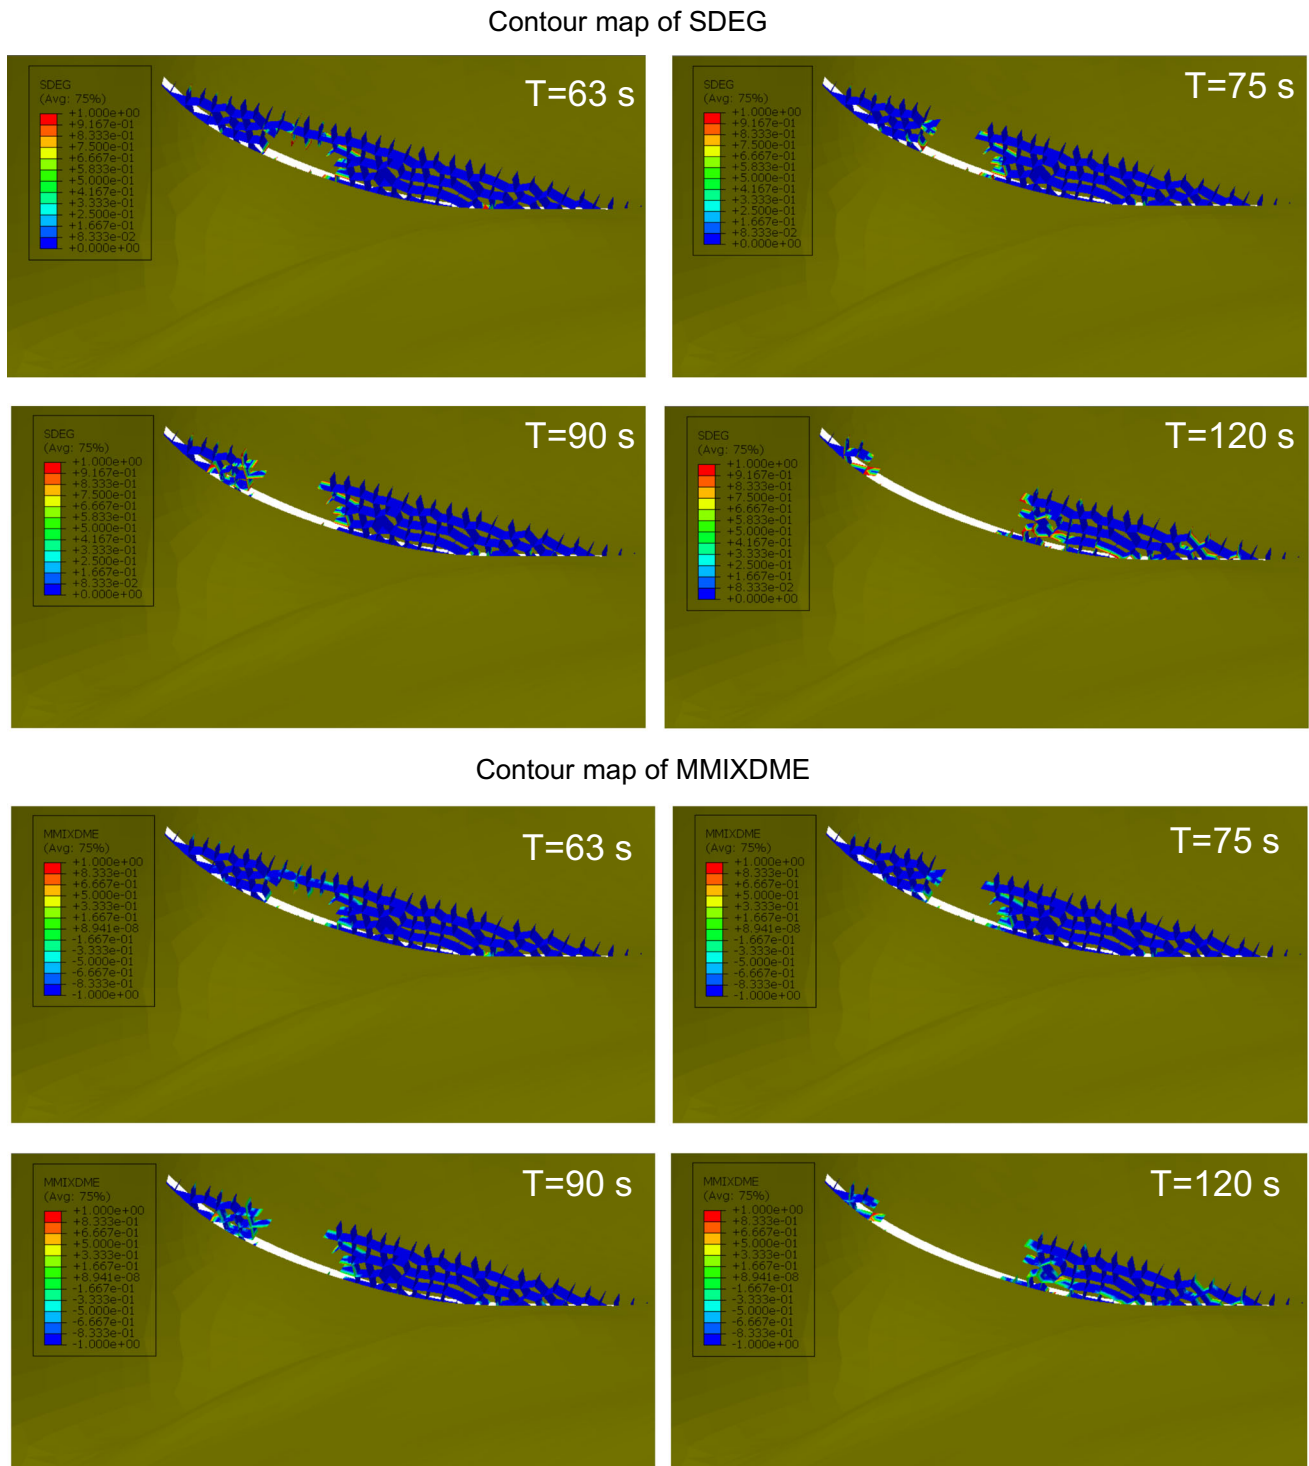 Contour map of SDEG
SDEG
(Avg: 75%)
+1.000e+00
+9.167e-01
+8.333e-01
+7.500e-01
+6.667e-01
+5.833e-01
+5.000e-01
+4.167e-01
+3.333e-01
+2.500e-01
+1.667e-01
+8.333e-02
+0.000e+00
T=63 s
SDEG
(Avg: 75%)
+1.000e+00
+9.167e-01
+8.333e-01
+7.500e-01
+6.667e-01
+5.833e-01
+5.000e-01
+4.167e-01
+3.333e-01
+2.500e-01
+1.667e-01
+8.333e-02
+0.000e+00
T=75 s
SDEG
(Avg: 75%)
+1.000e+00
+9.167e-01
+8.333e-01
+7.500e-01
+6.667e-01
+5.833e-01
+5.000e-01
+4.167e-01
+3.333e-01
+2.500e-01
+1.667e-01
+8.333e-02
+0.000e+00
T=90 s
SDEG
(Avg: 75%)
+1.000e+00
+9.167e-01
+8.333e-01
+7.500e-01
+6.667e-01
+5.833e-01
+5.000e-01
+4.167e-01
+3.333e-01
+2.500e-01
+1.667e-01
+8.333e-02
+0.000e+00
T=120 s
Contour map of MMIXDME
MMIXDME
(Avg: 75%)
+1.000e+00
+8.333e-01
+6.667e-01
+5.000e-01
+3.333e-01
+1.667e-01
+8.941e-08
-1.667e-01
-3.333e-01
-5.000e-01
-6.667e-01
-8.333e-01
-1.000e+00
T=63 s
MMIXDME
(Avg: 75%)
+1.000e+00
+8.333e-01
+6.667e-01
+5.000e-01
+3.333e-01
+1.667e-01
+8.941e-08
-1.667e-01
-3.333e-01
-5.000e-01
-6.667e-01
-8.333e-01
-1.000e+00
T=75 s
MMIXDME
(Avg: 75%)
+1.000e+00
+8.333e-01
+6.667e-01
+5.000e-01
+3.333e-01
+1.667e-01
+8.941e-08
-1.667e-01
-3.333e-01
-5.000e-01
-6.667e-01
-8.333e-01
-1.000e+00
T=90 s
MMIXDME
(Avg: 75%)
+1.000e+00
+8.333e-01
+6.667e-01
+5.000e-01
+3.333e-01
+1.667e-01
+8.941e-08
-1.667e-01
-3.333e-01
-5.000e-01
-6.667e-01
-8.333e-01
-1.000e+00
T=120 s